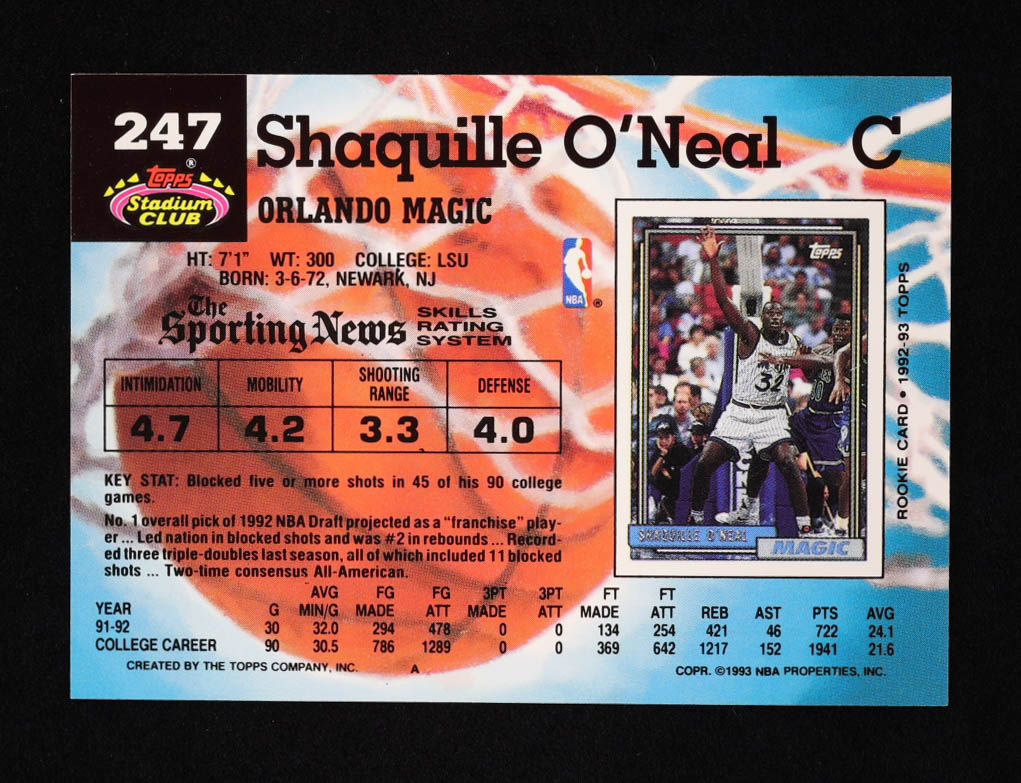 247
Topps®
Stadium
CLUB
Shaquille O'Neal C
ORLANDO MAGIC
HT: 7'1" WT: 300 COLLEGE: LSU
BORN: 3-6-72, NEWARK, NJ
NBA ®
The
Sporting News
SKILLS
RATING
SYSTEM
INTIMIDATION MOBILITY SHOOTING RANGE DEFENSE
4.7 4.2 3.3 4.0
KEY STAT: Blocked five or more shots in 45 of his 90 college
games.
No. 1 overall pick of 1992 NBA Draft projected as a "franchise" play-
er ... Led nation in blocked shots and was #2 in rebounds ... Record-
ed three triple-doubles last season, all of which included 11 blocked
shots ... Two-time consensus All-American.
Topps
32
SHAQUILLE O'NEAL
MAGIC
ROOKIE CARD • 1992-93 TOPPS
AVG FG FG 3PT 3PT FT FT
YEAR G MIN/G MADE ATT MADE ATT MADE ATT REB AST PTS AVG
91-92 30 32.0 294 478 0 0 134 254 421 46 722 24.1
COLLEGE CAREER 90 30.5 786 1289 0 0 369 642 1217 152 1941 21.6
CREATED BY THE TOPPS COMPANY, INC. A COPR. ©1993 NBA PROPERTIES, INC.